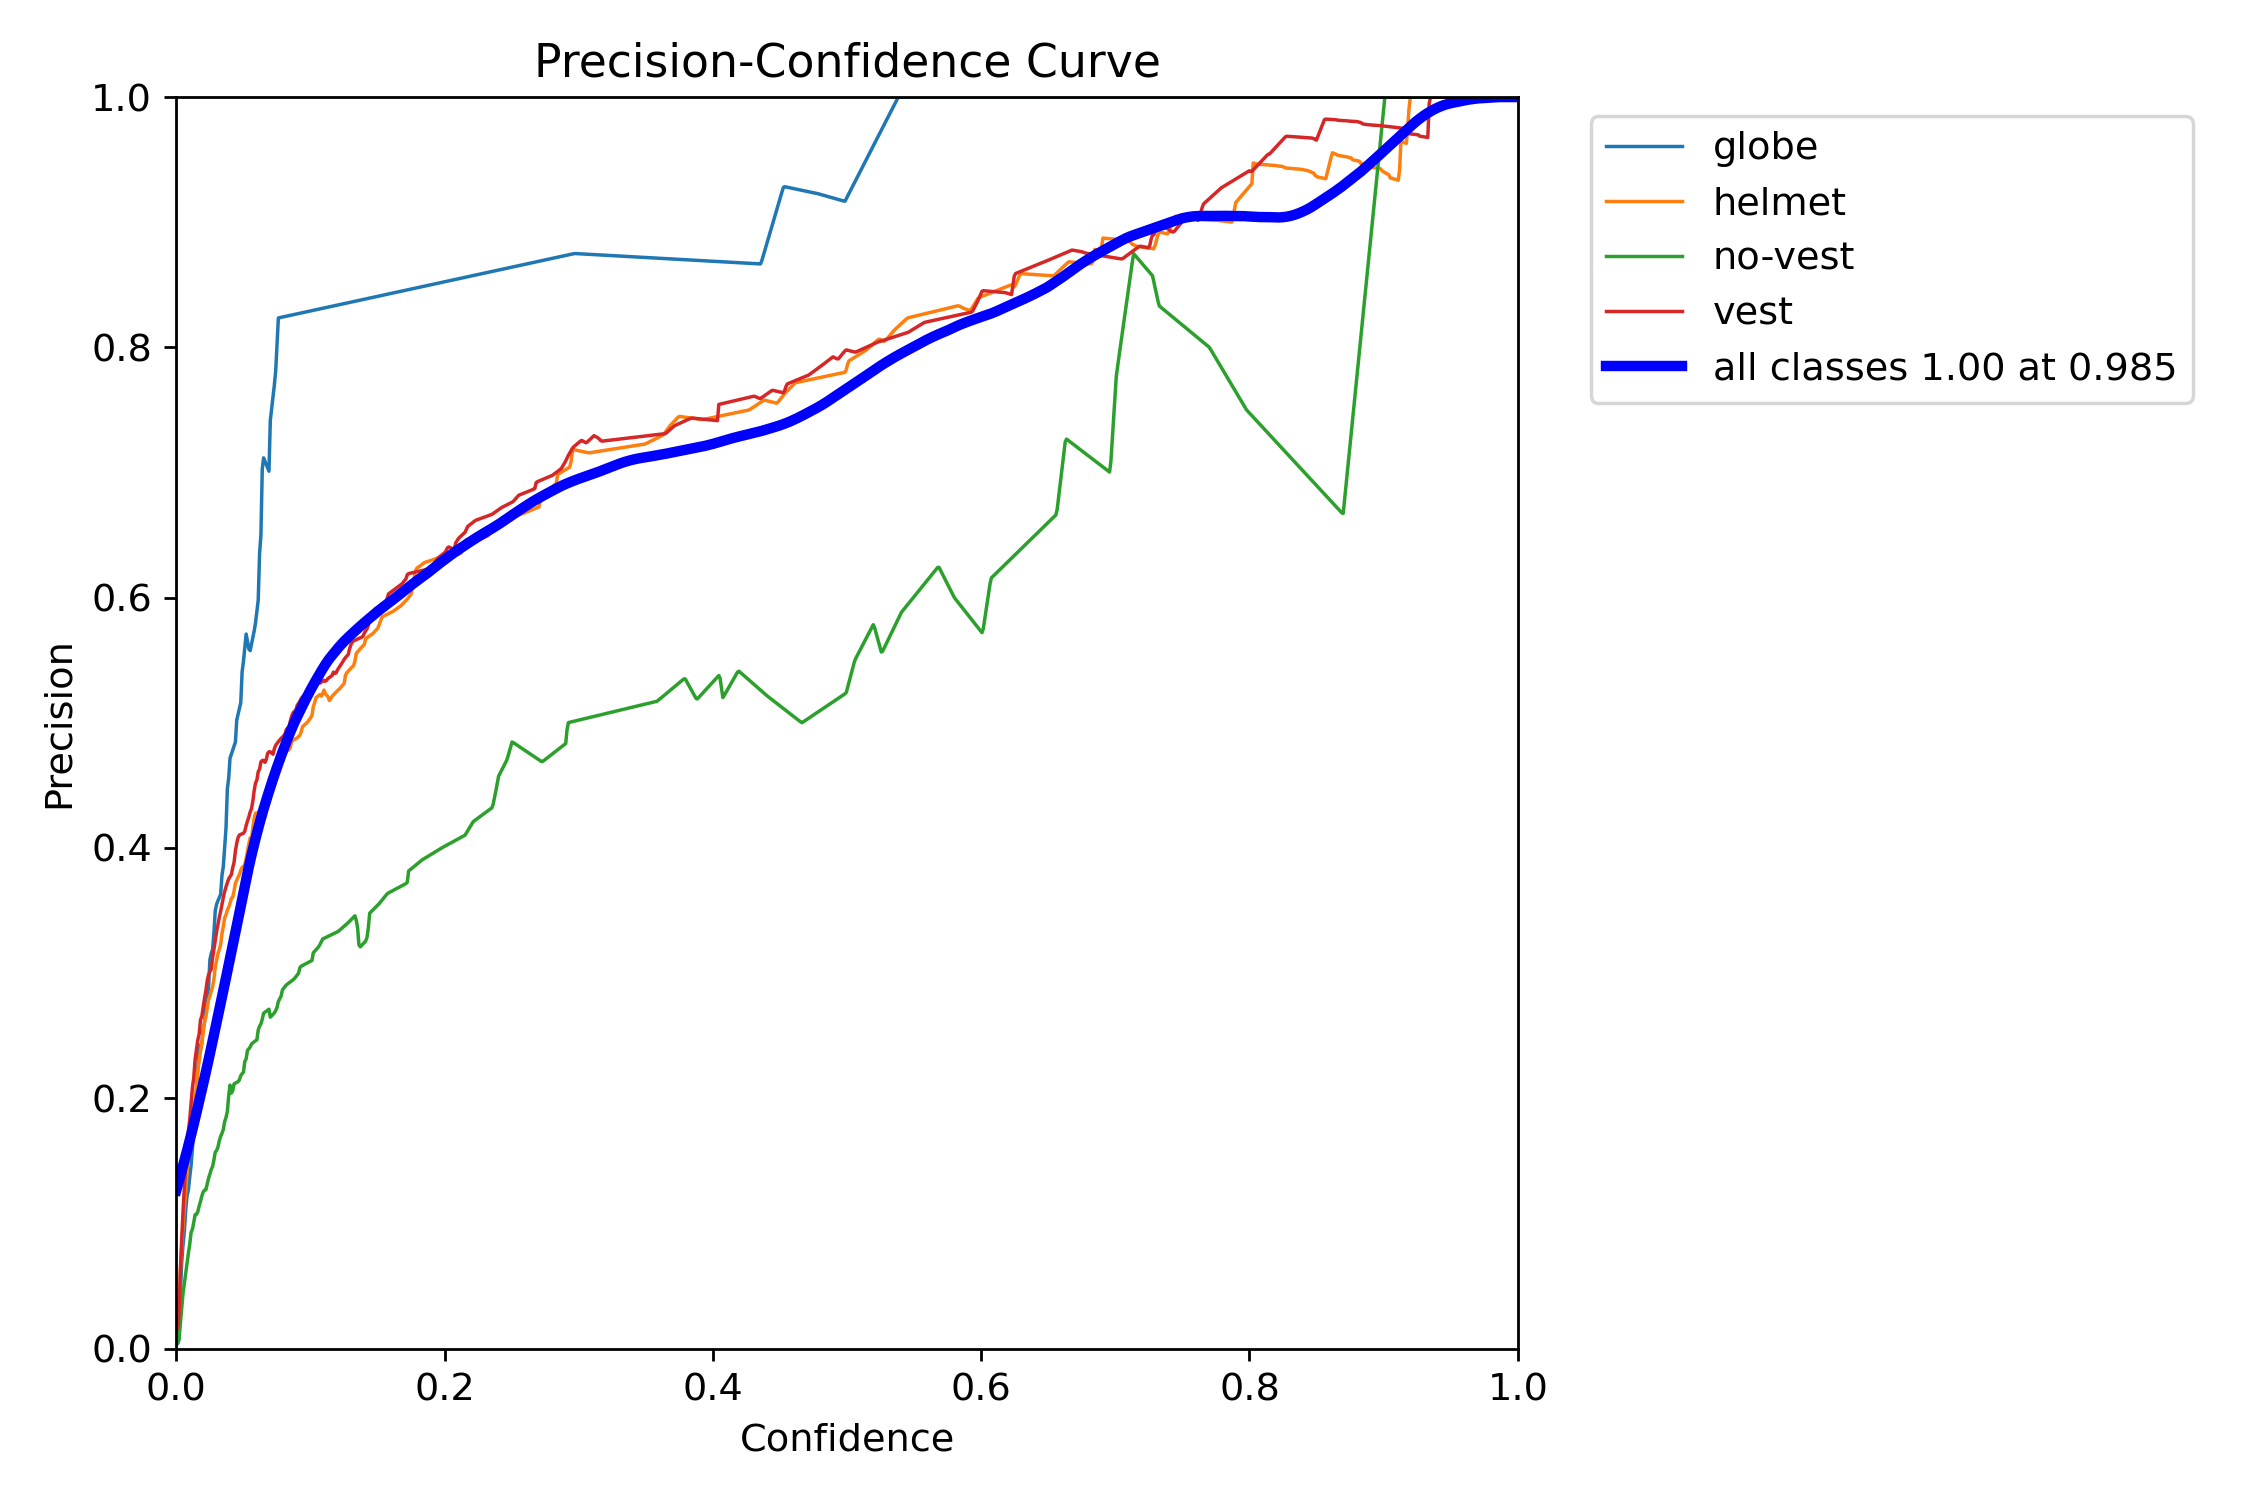 Precision-Confidence Curve
1.0
0.8
0.6
0.4
0.2
0.0
Precision
0.0 0.2 0.4 0.6 0.8 1.0
Confidence
globe
helmet
no-vest
vest
all classes 1.00 at 0.985